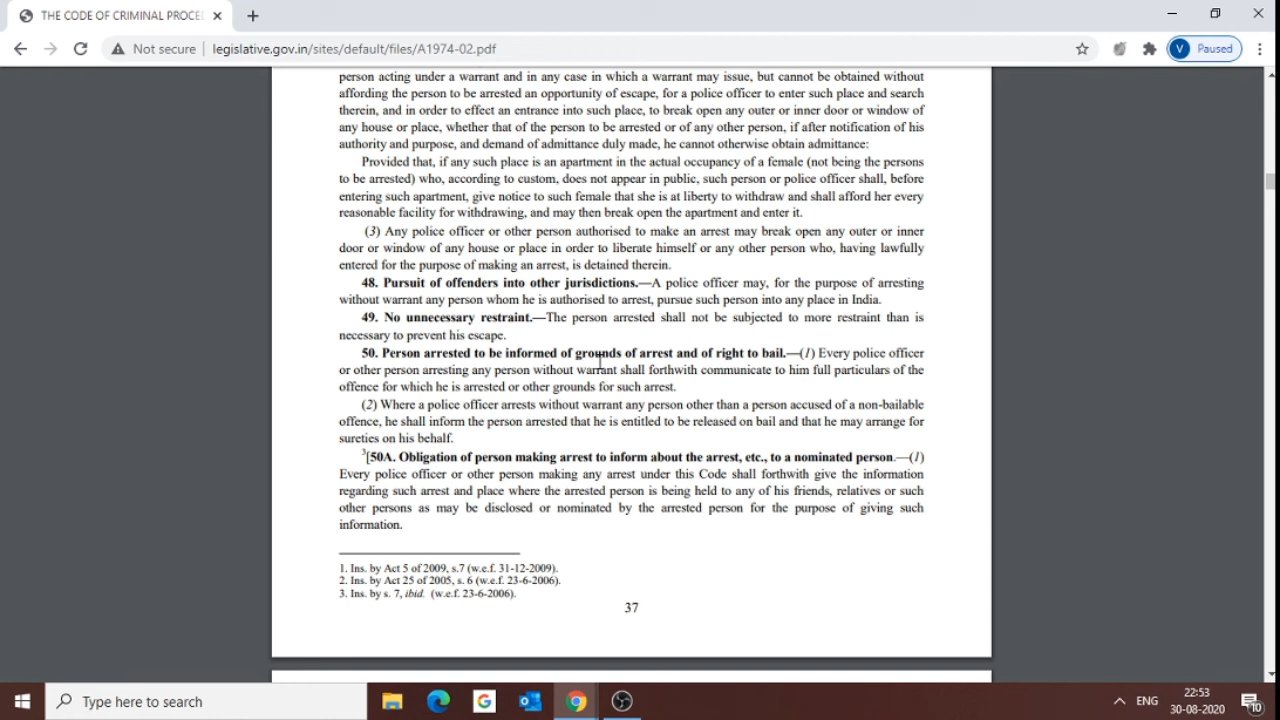 THE CODE OF CRIMINAL PROCE
Not secure
legislative.gov.in/sites/default/files/A1974-02.pdf
V Paused
person acting under a warrant and in any case in which a warrant may issue, but cannot be obtained without
affording the person to be arrested an opportunity of escape, for a police officer to enter such place and search
therein, and in order to effect an entrance into such place, to break open any outer or inner door or window of
any house or place, whether that of the person to be arrested or of any other person, if after notification of his
authority and purpose, and demand of admittance duly made, he cannot otherwise obtain admittance:
Provided that, if any such place is an apartment in the actual occupancy of a female (not being the persons
to be arrested) who, according to custom, does not appear in public, such person or police officer shall, before
entering such apartment, give notice to such female that she is at liberty to withdraw and shall afford her every
reasonable facility for withdrawing, and may then break open the apartment and enter it.
(3) Any police officer or other person authorised to make an arrest may break open any outer or inner
door or window of any house or place in order to liberate himself or any other person who, having lawfully
entered for the purpose of making an arrest, is detained therein.
48. Pursuit of offenders into other jurisdictions.—A police officer may, for the purpose of arresting
without warrant any person whom he is authorised to arrest, pursue such person into any place in India.
49. No unnecessary restraint.—The person arrested shall not be subjected to more restraint than is
necessary to prevent his escape.
50. Person arrested to be informed of grounds of arrest and of right to bail.—(1) Every police officer
or other person arresting any person without warrant shall forthwith communicate to him full particulars of the
offence for which he is arrested or other grounds for such arrest.
(2) Where a police officer arrests without warrant any person other than a person accused of a non-bailable
offence, he shall inform the person arrested that he is entitled to be released on bail and that he may arrange for
sureties on his behalf.
3[50A. Obligation of person making arrest to inform about the arrest, etc., to a nominated person.—(1)
Every police officer or other person making any arrest under this Code shall forthwith give the information
regarding such arrest and place where the arrested person is being held to any of his friends, relatives or such
other persons as may be disclosed or nominated by the arrested person for the purpose of giving such
information.
1. Ins. by Act 5 of 2009, s.7 (w.e.f. 31-12-2009).
2. Ins. by Act 25 of 2005, s. 6 (w.e.f. 23-6-2006).
3. Ins. by s. 7, ibid. (w.e.f. 23-6-2006).
37
Type here to search
ENG
22:53
30-08-2020
10